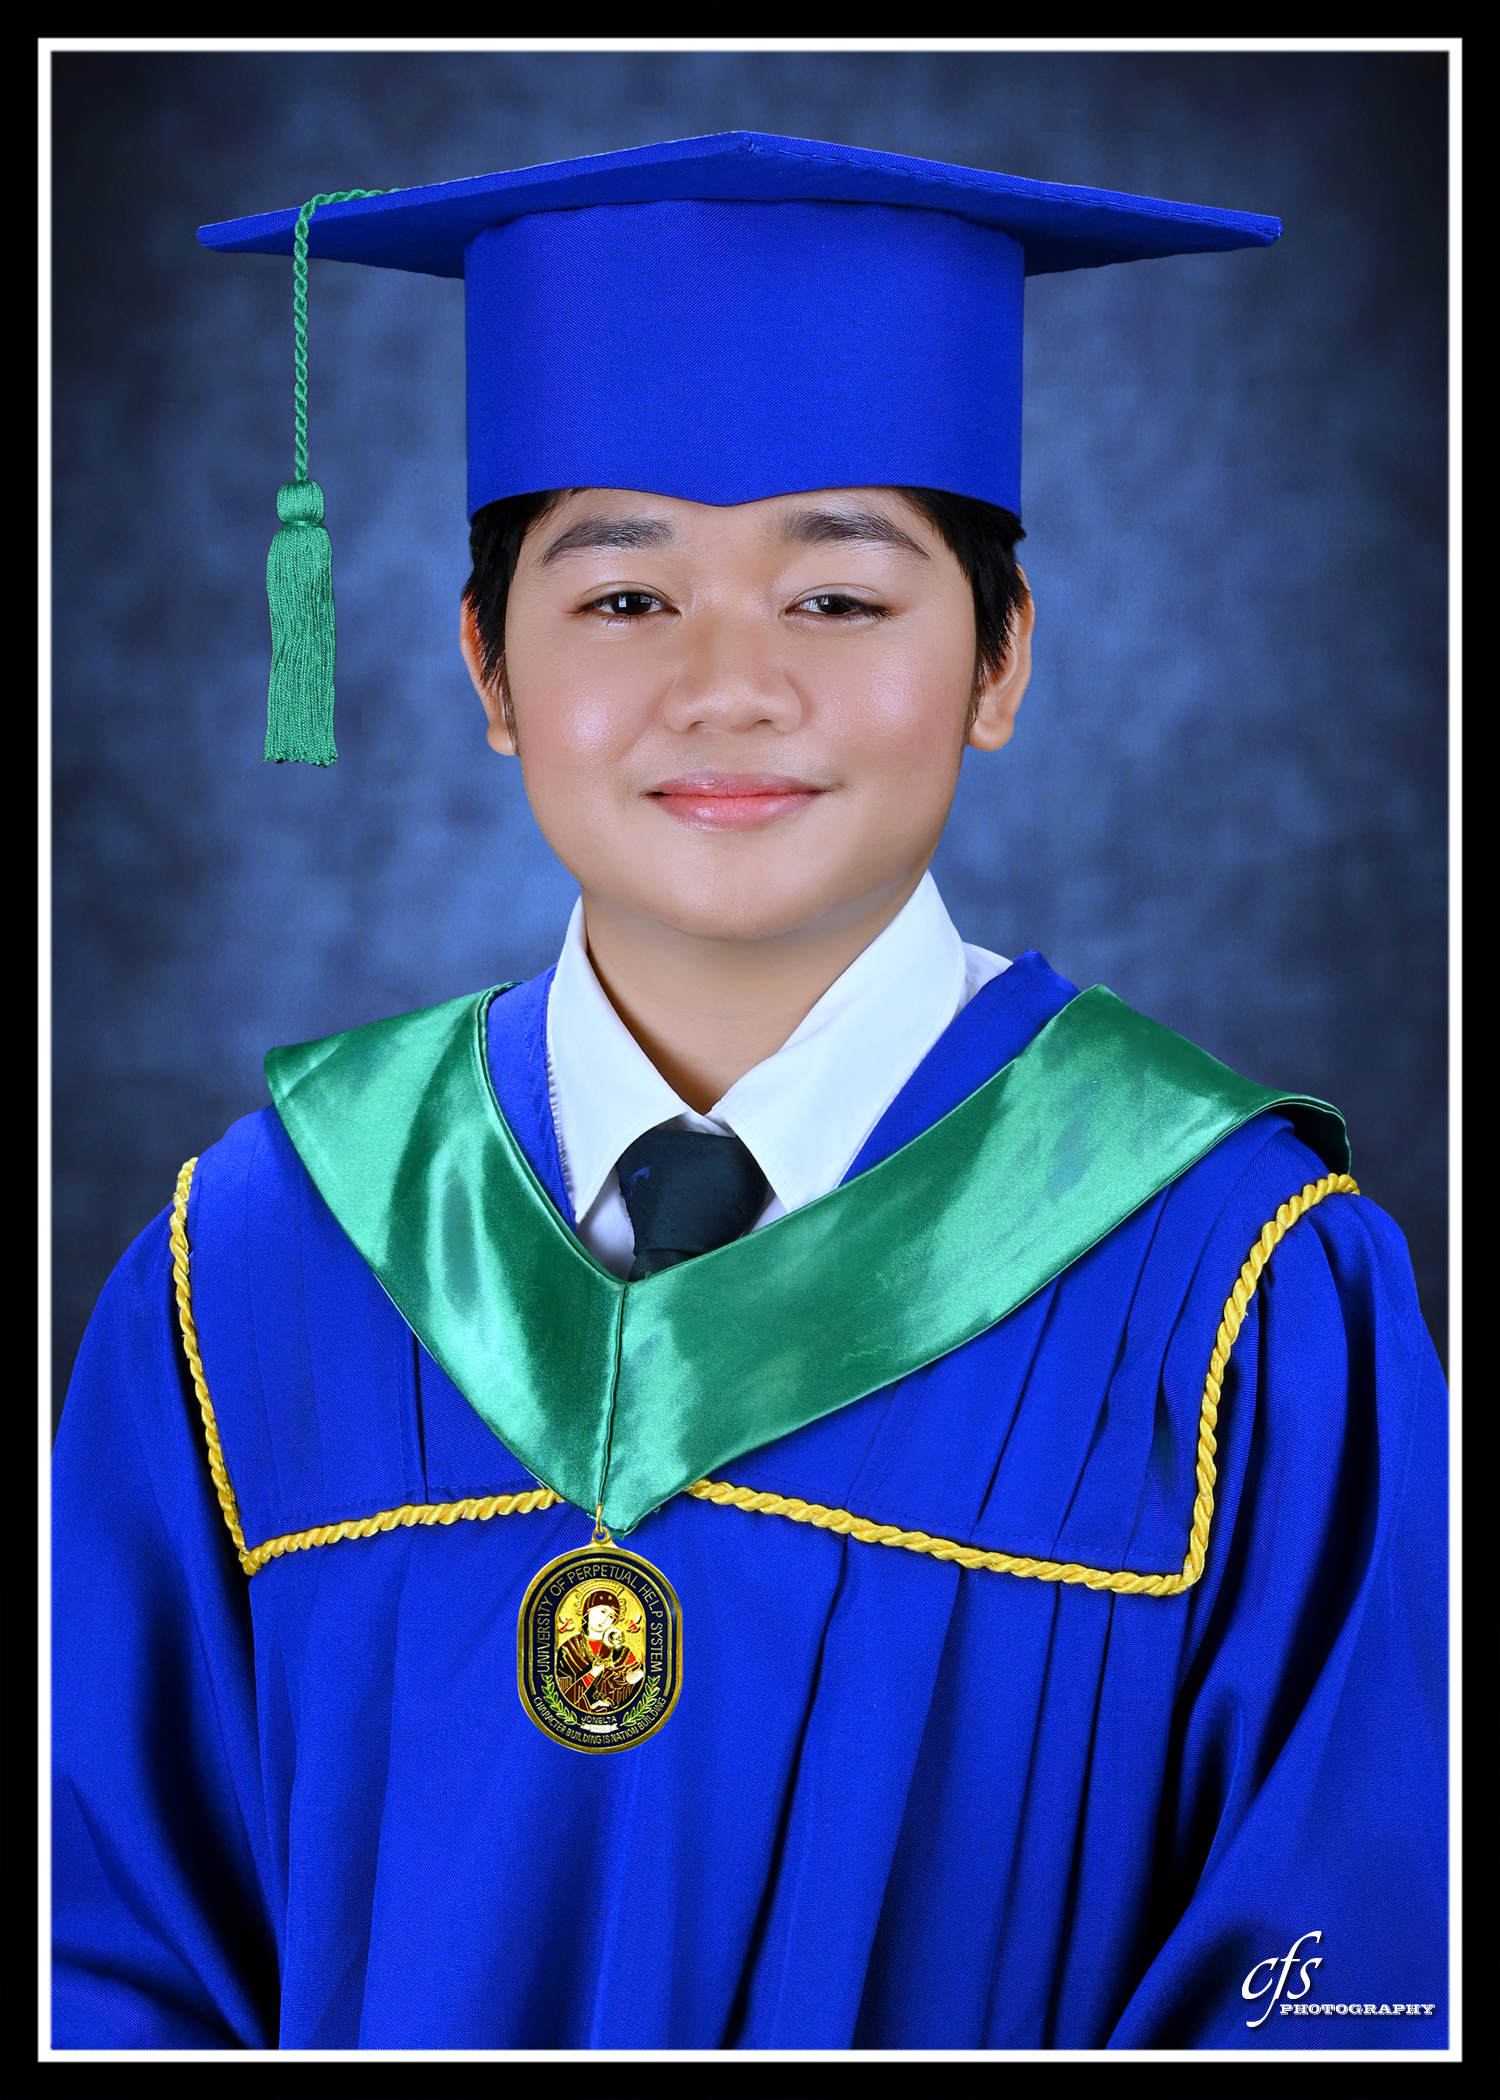 UNIVERSITY OF PERPETUAL HELP SYSTEM
JONELTA
CHARACTER BUILDING IS NATION BUILDING
cfs
PHOTOGRAPHY